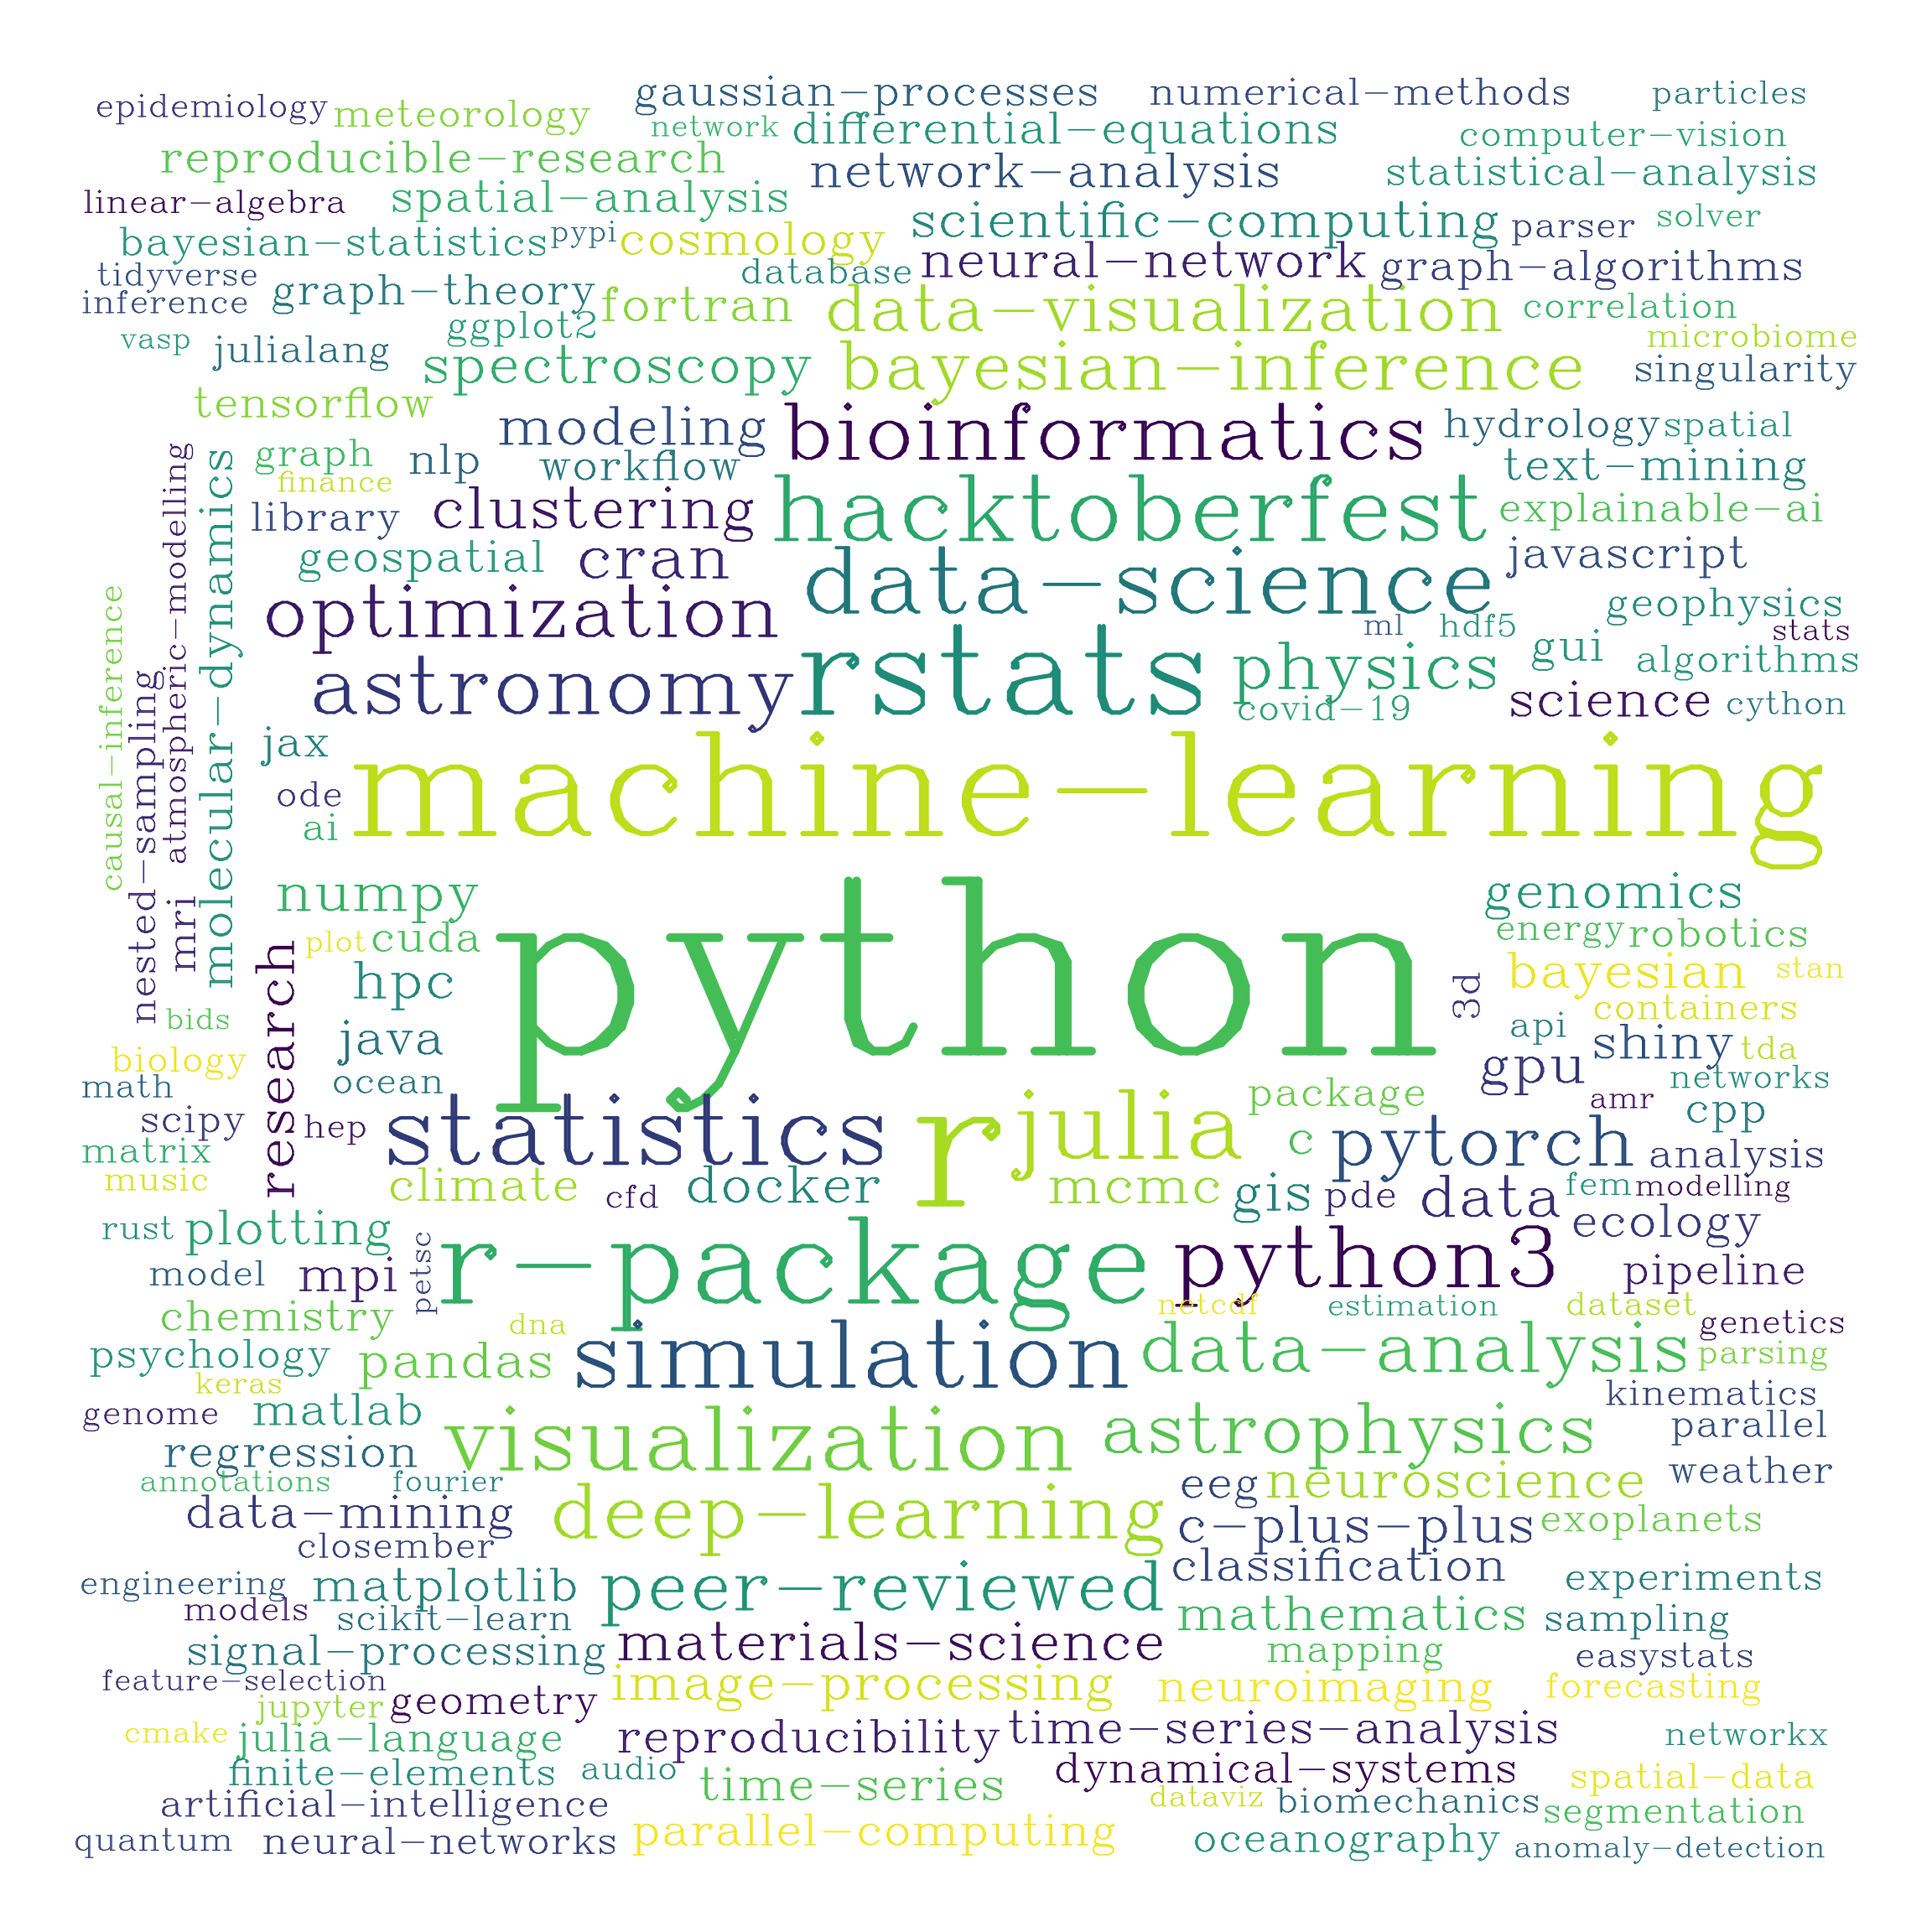 gaussian-processes numerical-methods particles
epidemiology meteorology
network differential-equations computer-vision
reproducible-research network-analysis statistical-analysis
linear-algebra spatial-analysis scientific-computing parser solver
bayesian-statistics pypi cosmology
tidyverse database neural-network graph-algorithms
inference graph-theory fortran data-visualization correlation
vasp julialang ggplot2 microbiome
spectroscopy bayesian-inference singularity
tensorflow modeling bioinformatics hydrology spatial
graph nlp workflow text-mining
finance
library clustering hacktoberfest explainable-ai
geospatial cran data-science javascript
optimization geophysics
ml hdf5 stats
astronomy rstats physics gui algorithms
covid-19 science cython
causal-inference
nested-sampling
atmospheric-modelling
molecular-dynamics
jax
ode machine-learning
ai
mri
numpy genomics
plot cuda python energy robotics
research
hpc 3d bayesian stan
bids containers
java api shiny tda
biology
math ocean gpu networks
package amr
scipy hep statistics r julia c pytorch cpp
matrix analysis
music climate cfd docker mcmc gis pde data fem modelling
rust plotting ecology
model mpi petsc r-package python3 pipeline
chemistry dna netcdf estimation dataset
genetics
psychology pandas simulation data-analysis parsing
keras
genome matlab kinematics
regression visualization astrophysics parallel
annotations fourier eeg neuroscience weather
data-mining deep-learning c-plus-plus exoplanets
closember
engineering matplotlib peer-reviewed classification experiments
models scikit-learn mathematics sampling
signal-processing materials-science mapping easystats
feature-selection
jupyter geometry image-processing neuroimaging forecasting
cmake julia-language reproducibility time-series-analysis networkx
finite-elements audio time-series dynamical-systems spatial-data
artificial-intelligence dataviz biomechanics segmentation
quantum neural-networks parallel-computing oceanography anomaly-detection